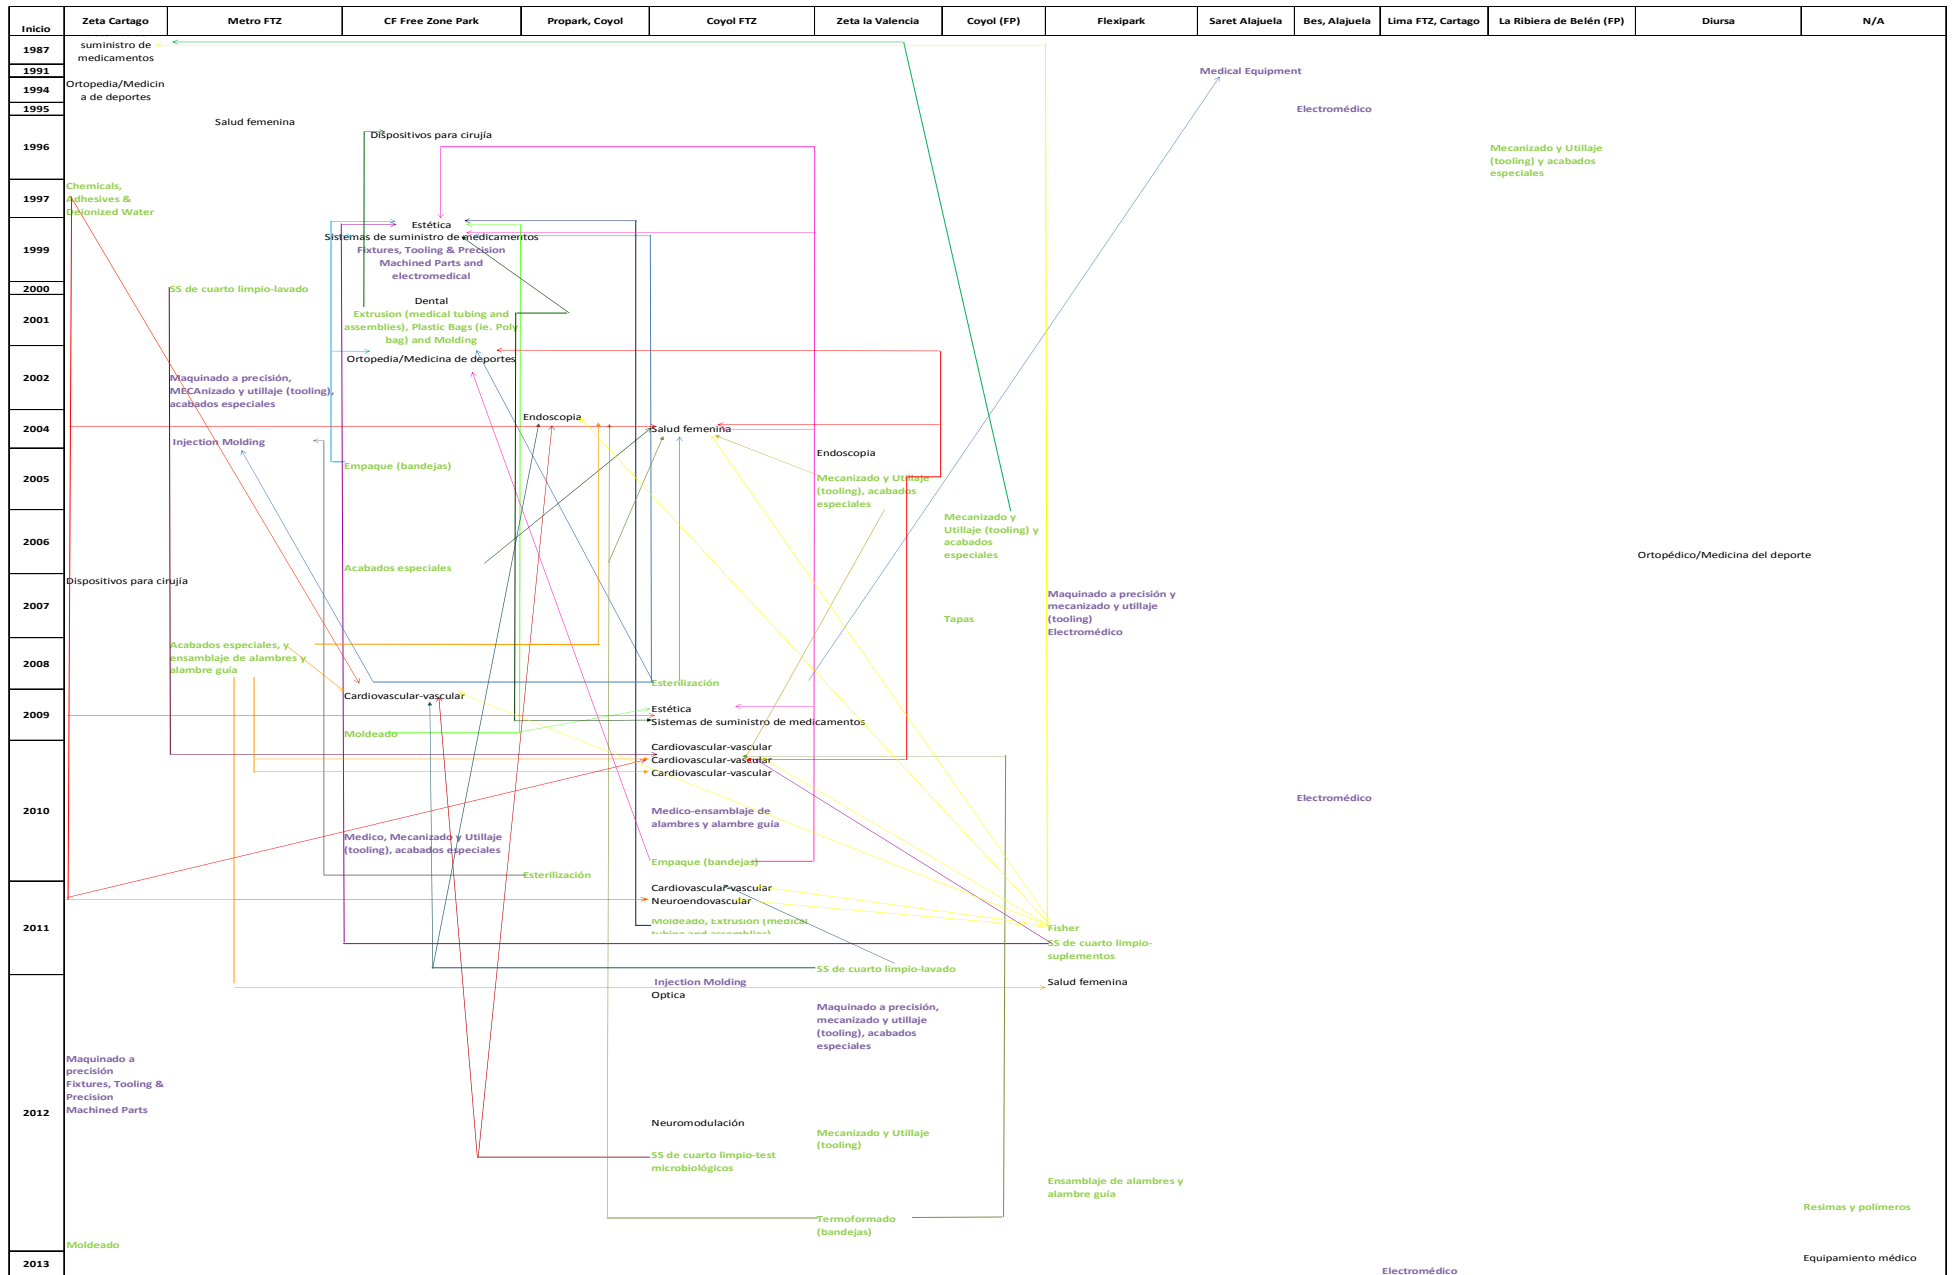 Inicio
Zeta Cartago
Metro FTZ
CF Free Zone Park
Propark, Coyol
Coyol FTZ
Zeta la Valencia
Coyol (FP)
Flexipark
Saret Alajuela
Bes, Alajuela
Lima FTZ, Cartago
La Ribiera de Belén (FP)
Diursa
N/A
1987
suministro de
medicamentos
1991
Medical Equipment
1994
Ortopedia/Medicin
a de deportes
1995
Electromédico
1996
Salud femenina
Dispositivos para cirujía
Mecanizado y Utillaje
(tooling) y acabados
especiales
1997
Chemicals,
Adhesives &
Deionized Water
1999
Estética
Sistemas de suministro de medicamentos
Fixtures, Tooling & Precision
Machined Parts and
electromedical
2000
SS de cuarto limpio-lavado
2001
Dental
Extrusion (medical tubing and
assemblies), Plastic Bags (ie. Poly
bag) and Molding
2002
Ortopedia/Medicina de deportes
Maquinado a precisión,
MECAnizado y utillaje (tooling),
acabados especiales
2004
Endoscopia
Salud femenina
Injection Molding
2005
Endoscopia
Empaque (bandejas)
Mecanizado y Utillaje
(tooling), acabados
especiales
2006
Mecanizado y
Utillaje (tooling) y
acabados
especiales
Ortopédico/Medicina del deporte
Acabados especiales
2007
Dispositivos para cirujía
Maquinado a precisión y
mecanizado y utillaje
(tooling)
Electromédico
Tapas
2008
Acabados especiales, y
ensamblaje de alambres y
alambre guía
Esterilización
2009
Cardiovascular-vascular
Estética
Sistemas de suministro de medicamentos
Moldeado
2010
Cardiovascular-vascular
Cardiovascular-vascular
Cardiovascular-vascular
Electromédico
Medico-ensamblaje de
alambres y alambre guía
Medico, Mecanizado y Utillaje
(tooling), acabados especiales
Empaque (bandejas)
Esterilización
2011
Cardiovascular-vascular
Neuroendovascular
Moldeado, Extrusion (medical
tubing and assemblies)
Fisher
SS de cuarto limpio-
suplementos
SS de cuarto limpio-lavado
2012
Injection Molding
Optica
Salud femenina
Maquinado a precisión,
mecanizado y utillaje
(tooling), acabados
especiales
Maquinado a
precisión
Fixtures, Tooling &
Precision
Machined Parts
Neuromodulación
Mecanizado y Utillaje
(tooling)
SS de cuarto limpio-test
microbiológicos
Ensamblaje de alambres y
alambre guía
Resimas y polímeros
Termoformado
(bandejas)
Moldeado
2013
Equipamiento médico
Electromédico